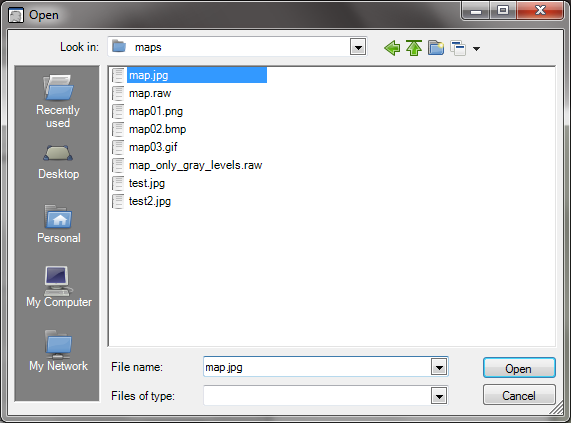 Open
Look in:
maps
Recently
used
Desktop
Personal
My Computer
My Network
map.jpg
map.raw
map01.png
map02.bmp
map03.gif
map_only_gray_levels.raw
test.jpg
test2.jpg
File name:
map.jpg
Open
Files of type:
Cancel